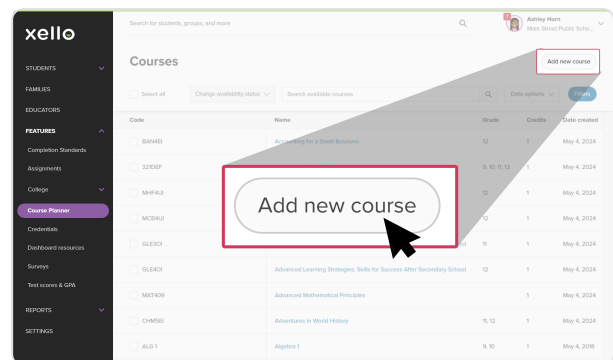 xello
Search for students, groups, and more
Ashley Horn
Main Street Public Scho...
STUDENTS
FAMILIES
EDUCATORS
FEATURES
Completion Standards
Assignments
College
Course Planner
Credentials
Dashboard resources
Surveys
Test scores & GPA
REPORTS
SETTINGS
Courses
Add new course
Select all
Change availability status
Search available courses
Data options
Filters
Code Name Grade Credits Date created
BAN4EI Accounting for a Small Business 12 1 May 4, 2024
321DEF 9, 10, 11, 12 1 May 4, 2024
MHF4UI 12 1 May 4, 2024
MCB4UI 12 1 May 4, 2024
Add new course
GLE3OI 11 1 May 4, 2024
GLE4OI Advanced Learning Strategies: Skills for Success After Secondary School 12 1 May 4, 2024
MAT409 Advanced Mathematical Principles 1 May 4, 2024
CHM5EI Adventures in World History 11, 12 1 May 4, 2024
ALG 1 Algebra 1 9, 10 1 May 4, 2018